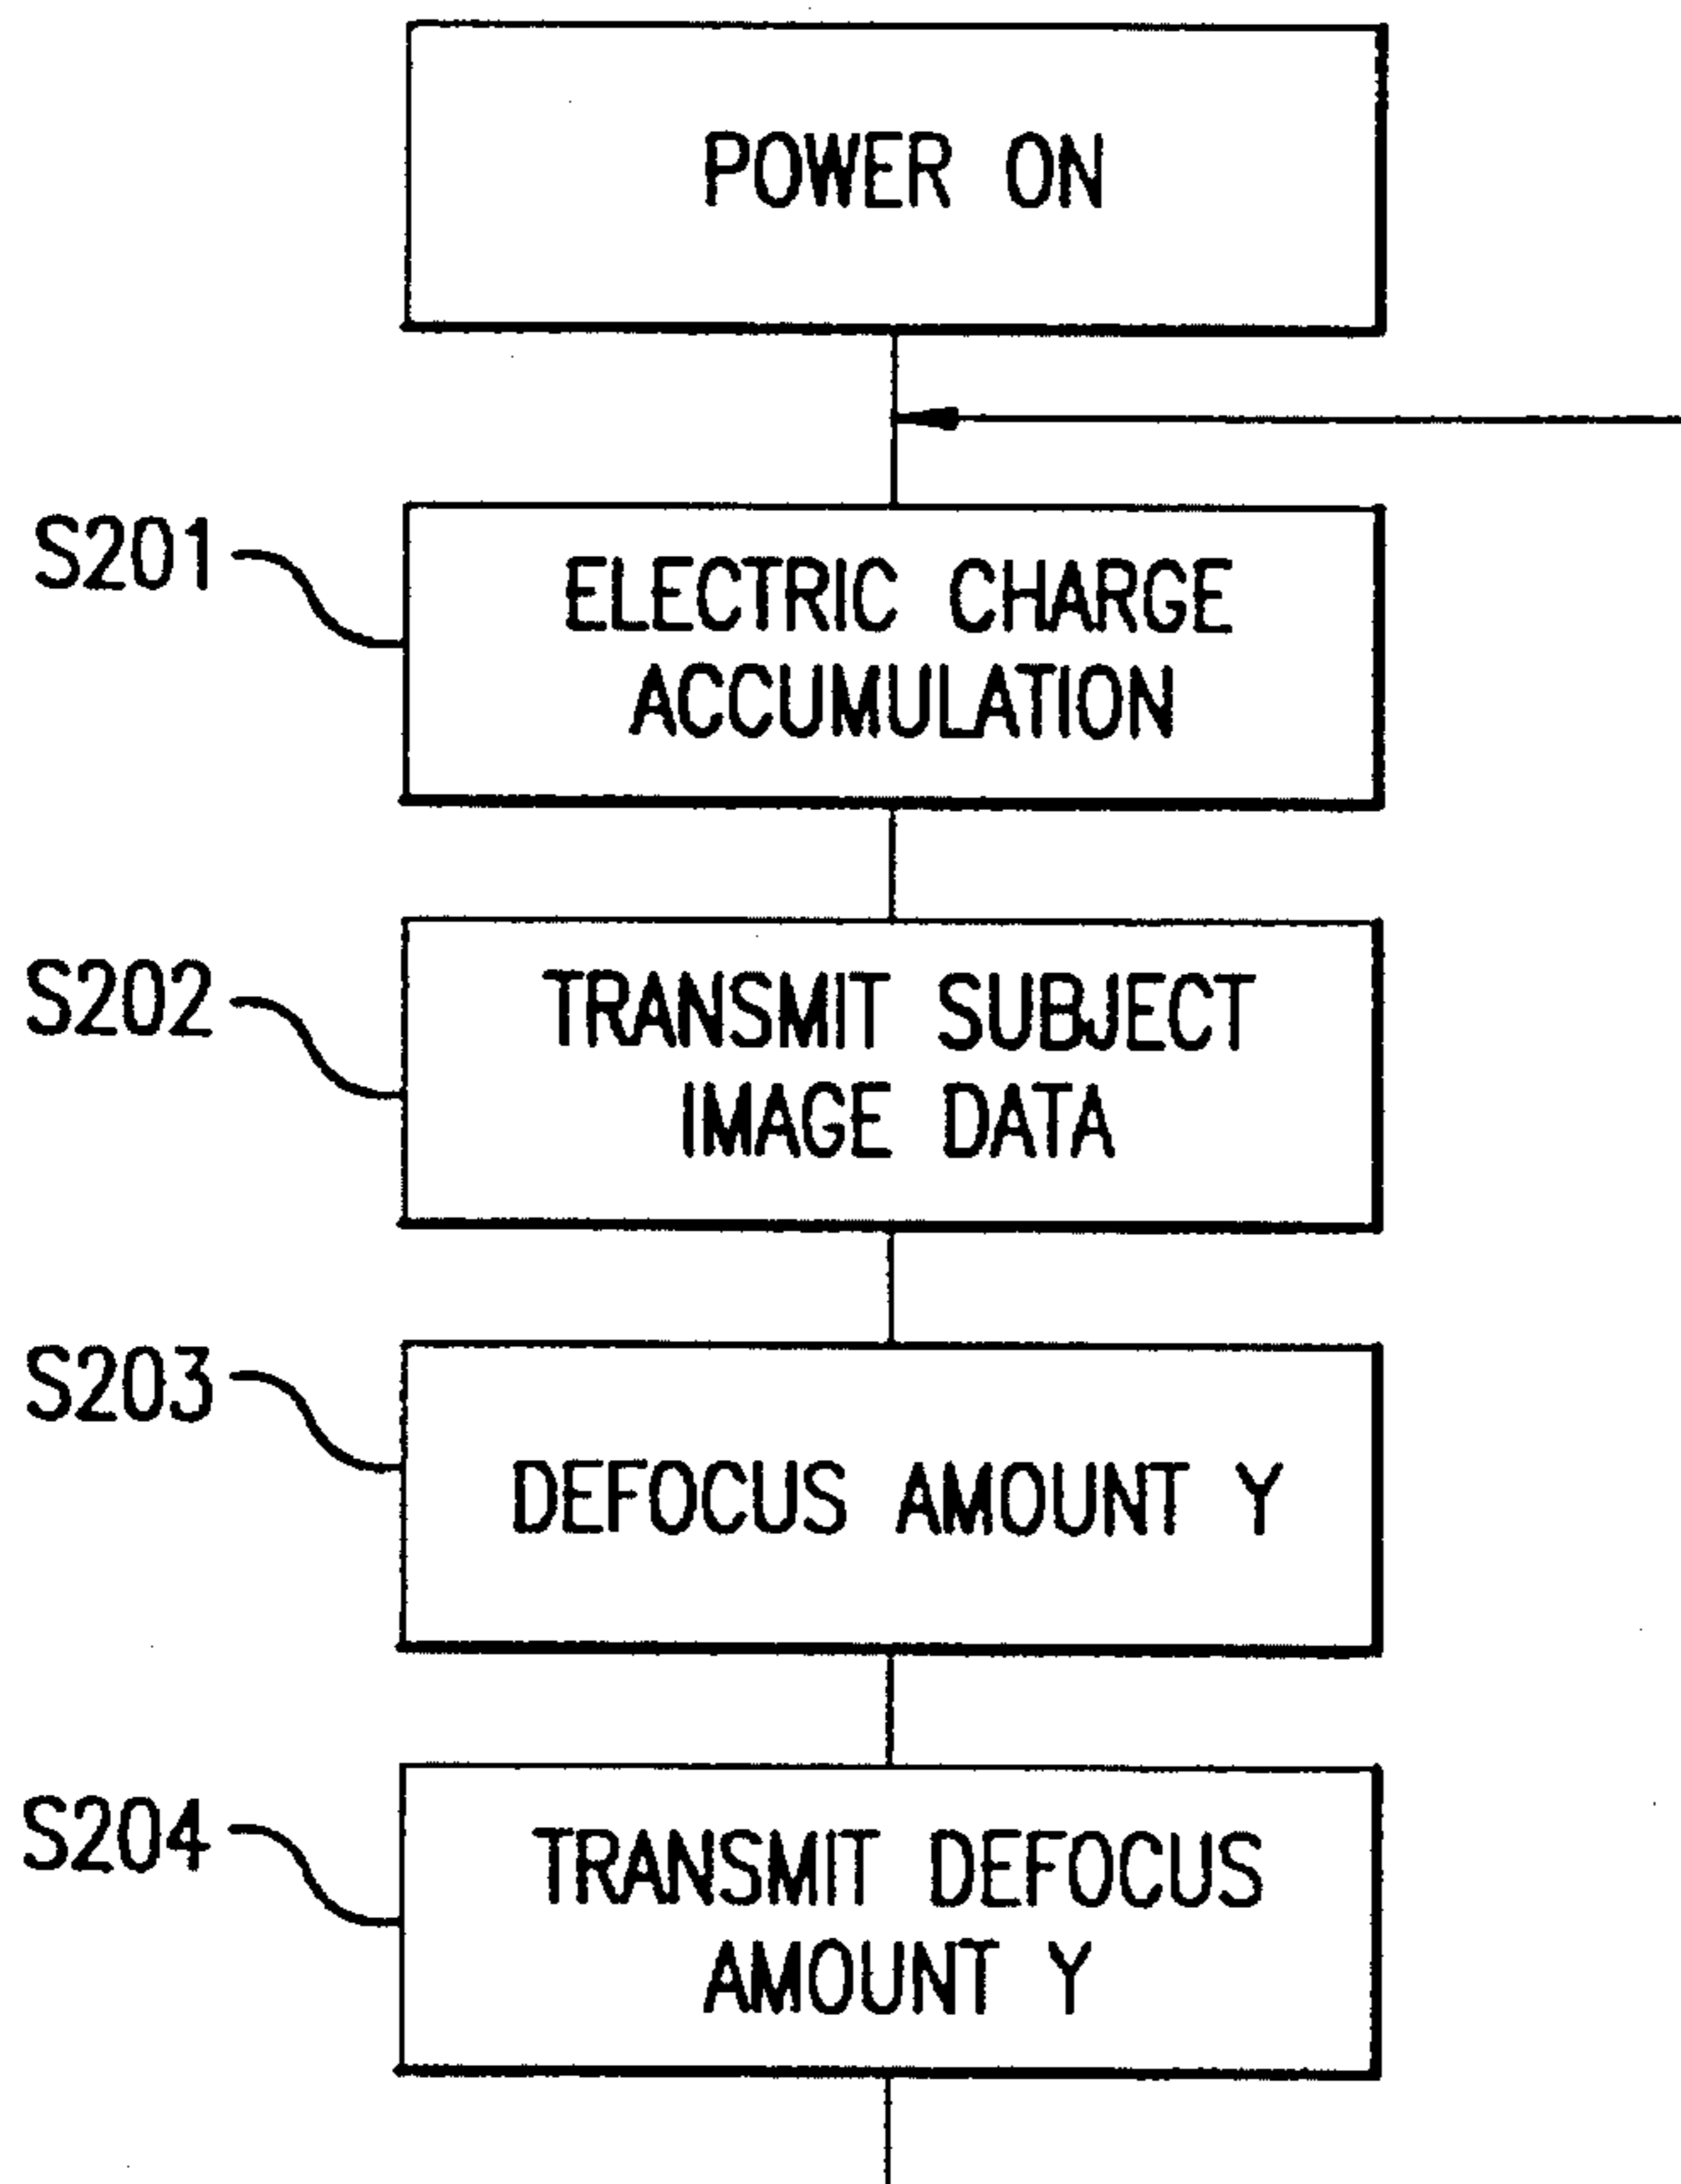 POWER ON
S201
ELECTRIC CHARGE
ACCUMULATION
S202
TRANSMIT SUBJECT
IMAGE DATA
S203
DEFOCUS AMOUNT Y
S204
TRANSMIT DEFOCUS
AMOUNT Y